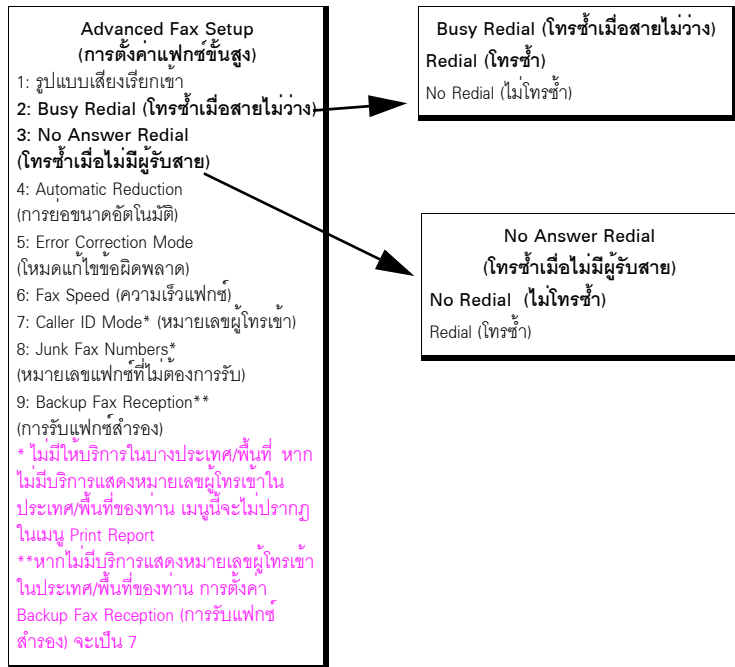 Advanced Fax Setup
(การตั้งค่าแฟกซ์ขั้นสูง)
1: รูปแบบเสียงเรียกเข้า
2: Busy Redial (โทรซ้ำเมื่อสายไม่ว่าง)
3: No Answer Redial
(โทรซ้ำเมื่อไม่มีผู้รับสาย)
4: Automatic Reduction
(การย่อขนาดอัตโนมัติ)
5: Error Correction Mode
(โหมดแก้ไขข้อผิดพลาด)
6: Fax Speed (ความเร็วแฟกซ์)
7: Caller ID Mode* (หมายเลขผู้โทรเข้า)
8: Junk Fax Numbers*
(หมายเลขแฟกซ์ที่ไม่ต้องการรับ)
9: Backup Fax Reception**
(การรับแฟกซ์สำรอง)
* ไม่มีให้บริการในบางประเทศ/พื้นที่ หาก
ไม่มีบริการแสดงหมายเลขผู้โทรเข้าใน
ประเทศ/พื้นที่ของท่าน เมนูนี้จะไม่ปรากฏ
ในเมนู Print Report
**หากไม่มีบริการแสดงหมายเลขผู้โทรเข้า
ในประเทศ/พื้นที่ของท่าน การตั้งค่า
Backup Fax Reception (การรับแฟกซ์
สำรอง) จะเป็น 7
Busy Redial (โทรซ้ำเมื่อสายไม่ว่าง)
Redial (โทรซ้ำ)
No Redial (ไม่โทรซ้ำ)
No Answer Redial
(โทรซ้ำเมื่อไม่มีผู้รับสาย)
No Redial (ไม่โทรซ้ำ)
Redial (โทรซ้ำ)